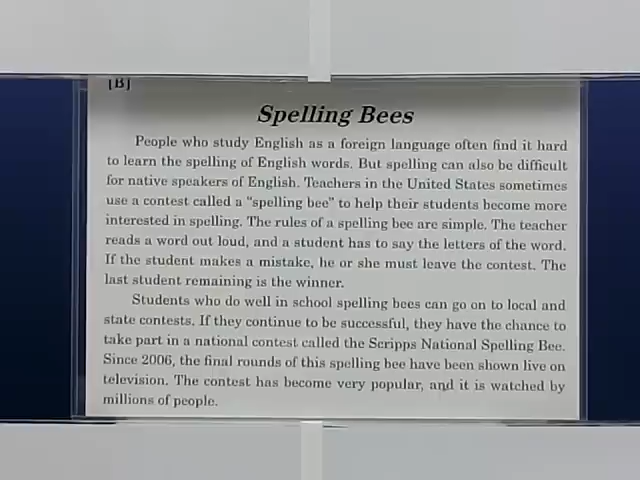 [B]
Spelling Bees
People who study English as a foreign language often find it hard
to learn the spelling of English words. But spelling can also be difficult
for native speakers of English. Teachers in the United States sometimes
use a contest called a "spelling bee" to help their students become more
interested in spelling. The rules of a spelling bee are simple. The teacher
reads a word out loud, and a student has to say the letters of the word.
If the student makes a mistake, he or she must leave the contest. The
last student remaining is the winner.
Students who do well in school spelling bees can go on to local and
state contests. If they continue to be successful, they have the chance to
take part in a national contest called the Scripps National Spelling Bee.
Since 2006, the final rounds of this spelling bee have been shown live on
television. The contest has become very popular, and it is watched by
millions of people.